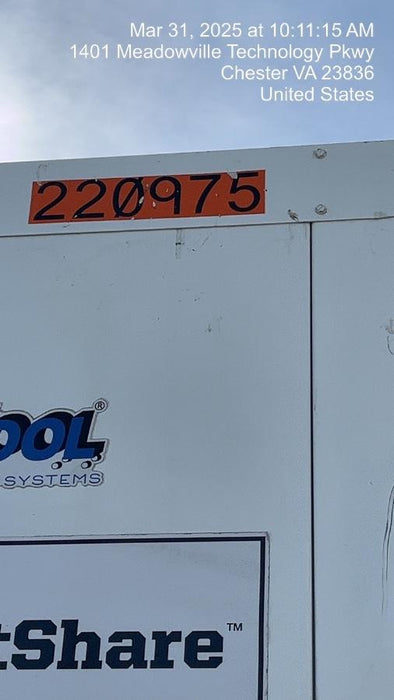 Mar 31, 2025 at 10:11:15 AM
1401 Meadowville Technology Pkwy
Chester VA 23836
United States
220975
OOL®
SYSTEMS
tShare™